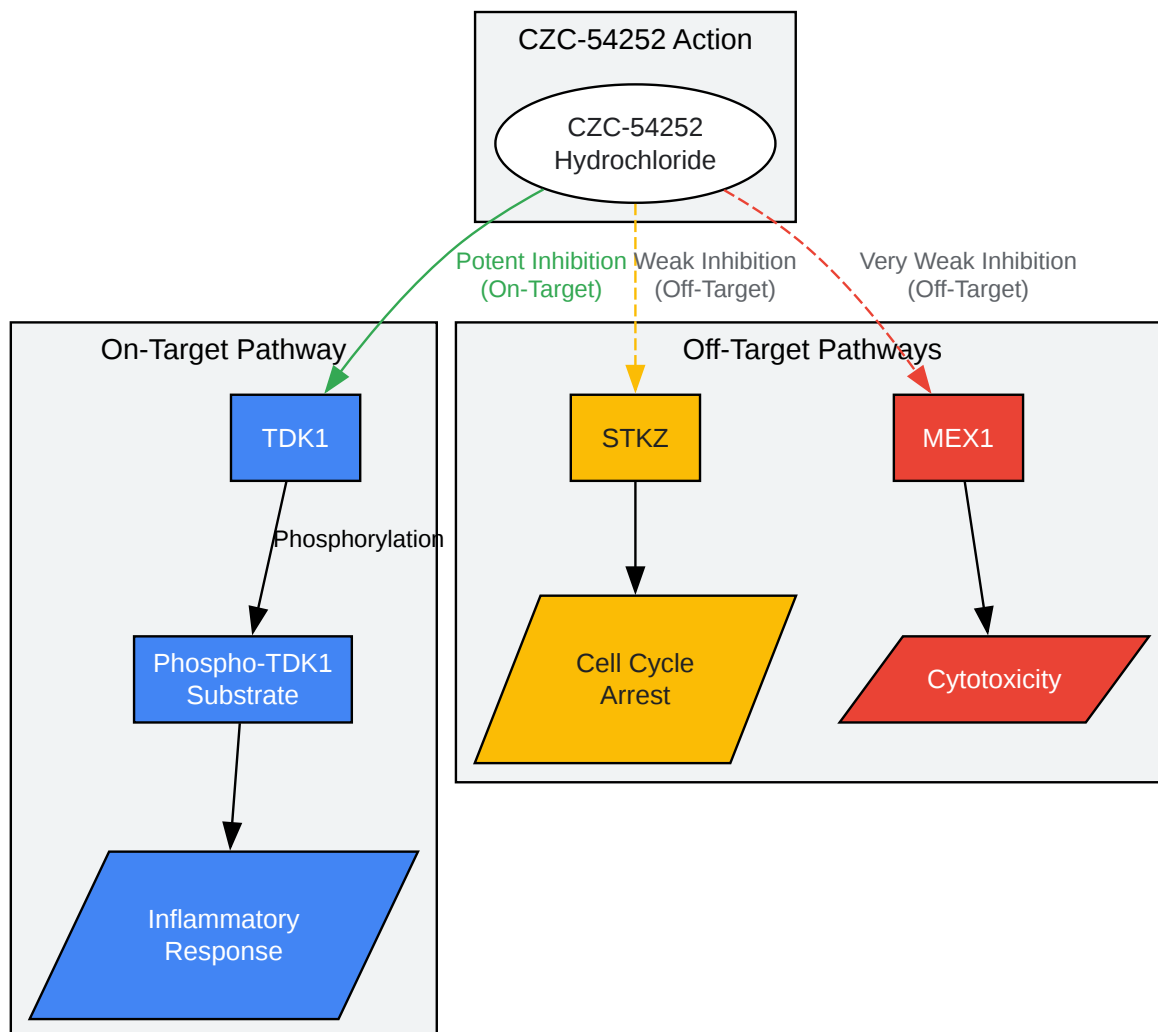 CZC-54252 Action
CZC-54252
Hydrochloride
Potent Inhibition
(On-Target)
Weak Inhibition
(Off-Target)
Very Weak Inhibition
(Off-Target)
On-Target Pathway
Off-Target Pathways
TDK1
STKZ
MEX1
Phosphorylation
Phospho-TDK1
Substrate
Cell Cycle
Arrest
Cytotoxicity
Inflammatory
Response